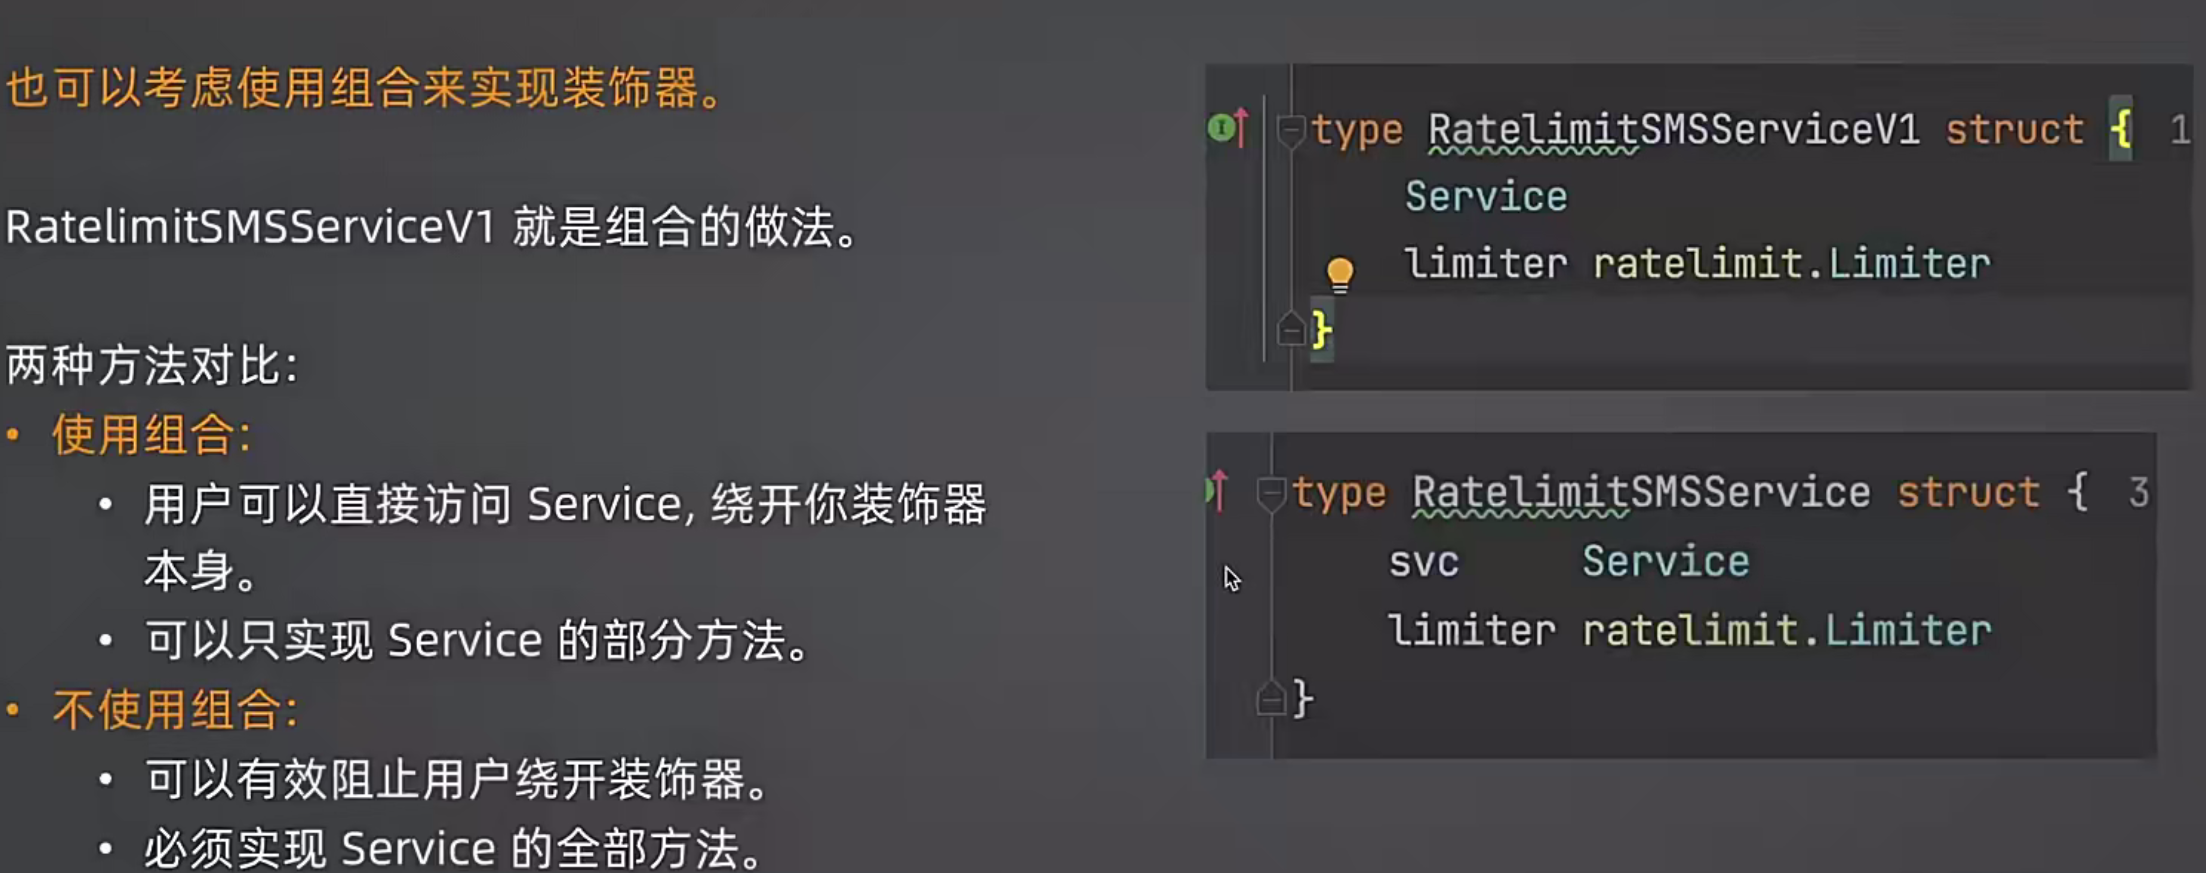 也可以考虑使用组合来实现装饰器。
RatelimitSMSServiceV1 就是组合的做法。
两种方法对比：
• 使用组合：
• 用户可以直接访问 Service, 绕开你装饰器
本身。
• 可以只实现 Service 的部分方法。
• 不使用组合：
• 可以有效阻止用户绕开装饰器。
• 必须实现 Service 的全部方法。
type RatelimitSMSServiceV1 struct { 1
Service
limiter ratelimit.Limiter
}
type RatelimitSMSService struct { 3
svc Service
limiter ratelimit.Limiter
}